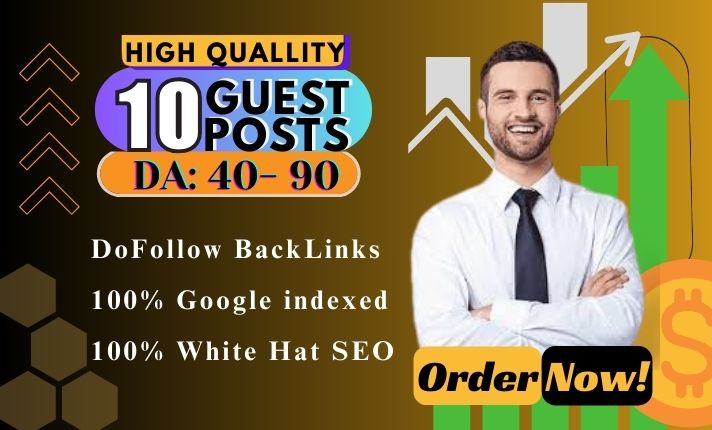 HIGH QUALLITY
10 GUEST
POSTS
DA: 40- 90
DoFollow BackLinks
100% Google indexed
100% White Hat SEO
Order Now!
$